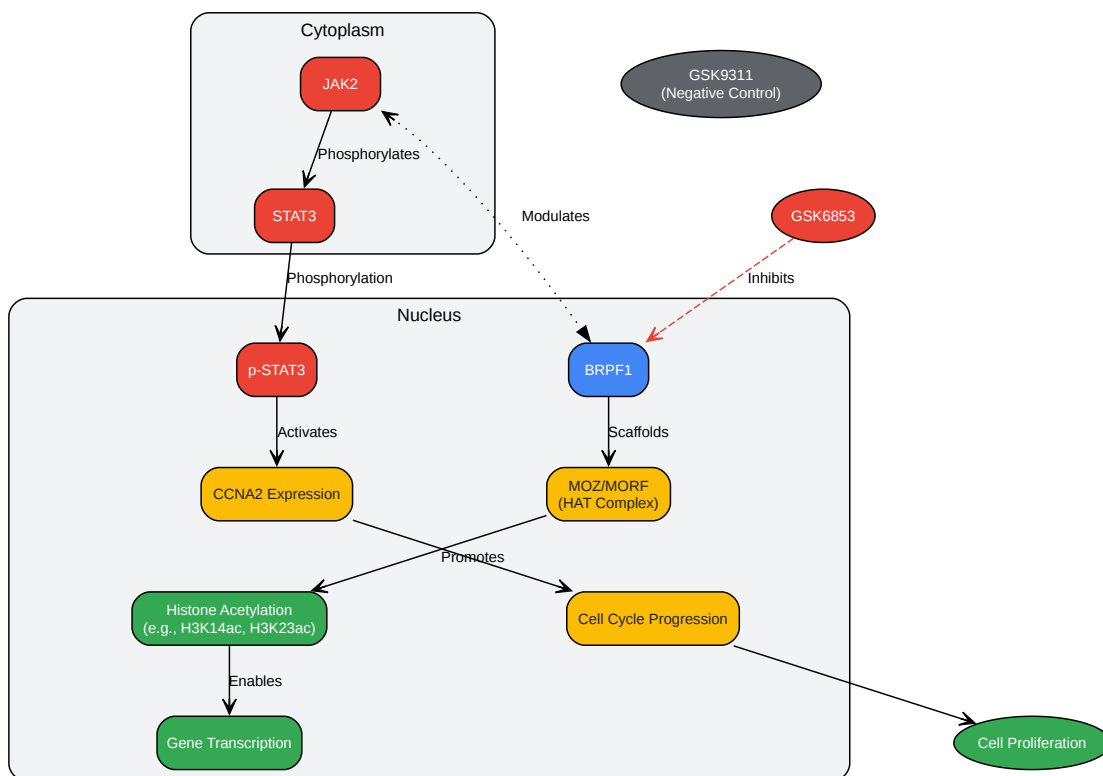 Cytoplasm
JAK2
GSK9311
(Negative Control)
Phosphorylates
STAT3
Modulates
GSK6853
Phosphorylation
Inhibits
Nucleus
p-STAT3
BRPF1
Activates
Scaffolds
CCNA2 Expression
MOZ/MORF
(HAT Complex)
Promotes
Histone Acetylation
(e.g., H3K14ac, H3K23ac)
Cell Cycle Progression
Enables
Gene Transcription
Cell Proliferation